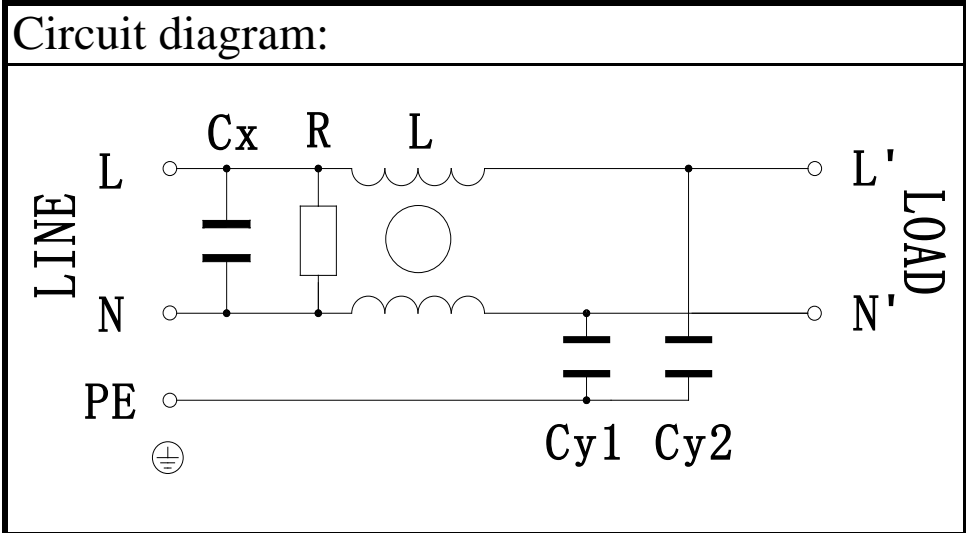 Circuit diagram:
Cx R L
L L'
LINE LOAD
N N'
PE
Cy1 Cy2